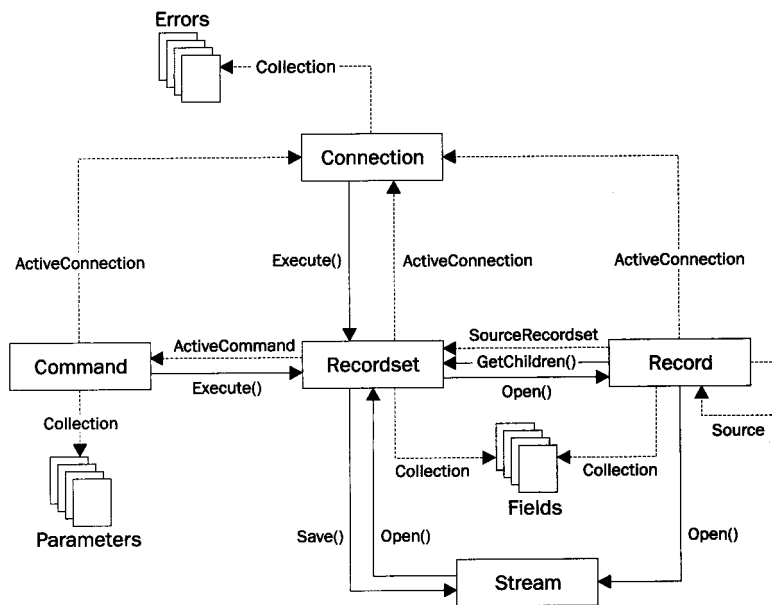 Errors
Collection
Connection
ActiveConnection
Execute()
ActiveConnection
ActiveConnection
ActiveCommand
SourceRecordset
Command
Recordset
GetChildren()
Record
Execute()
Open()
Collection
Source
Collection
Collection
Parameters
Fields
Save()
Open()
Open()
Stream